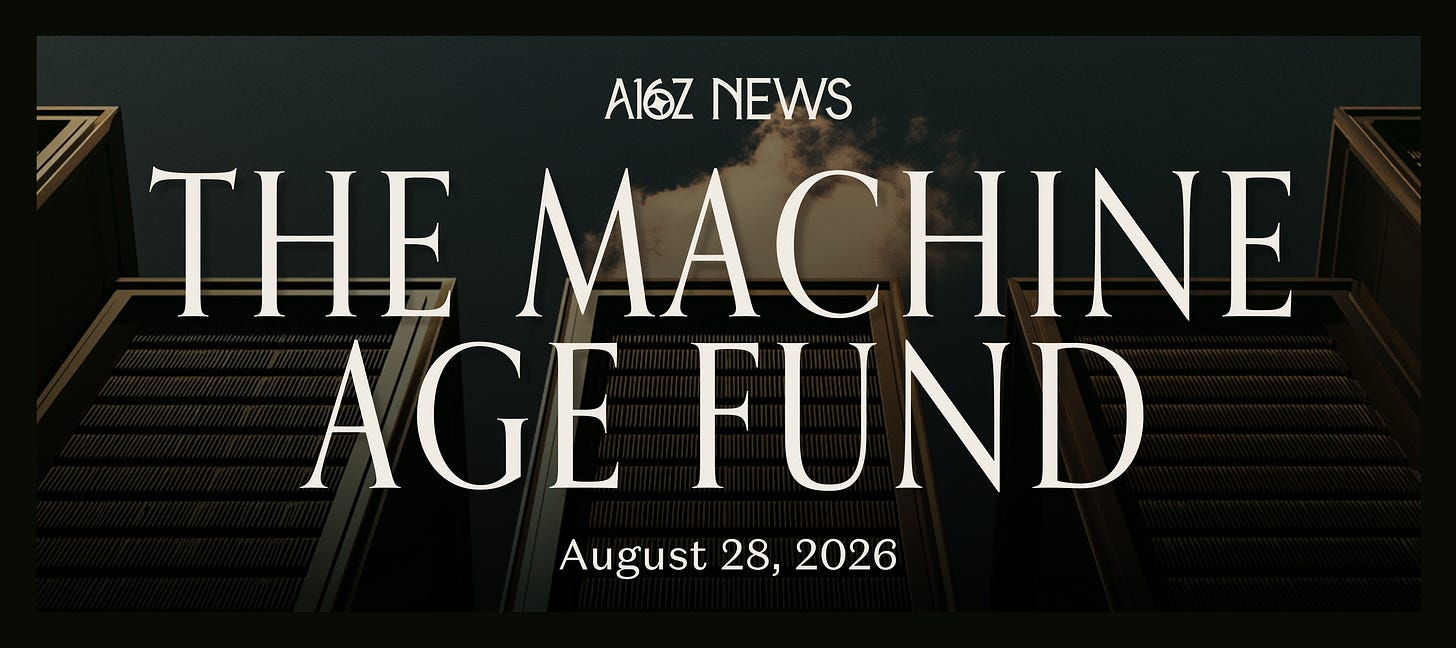 A16Z NEWS
THE MACHINE
AGE FUND
August 28, 2026